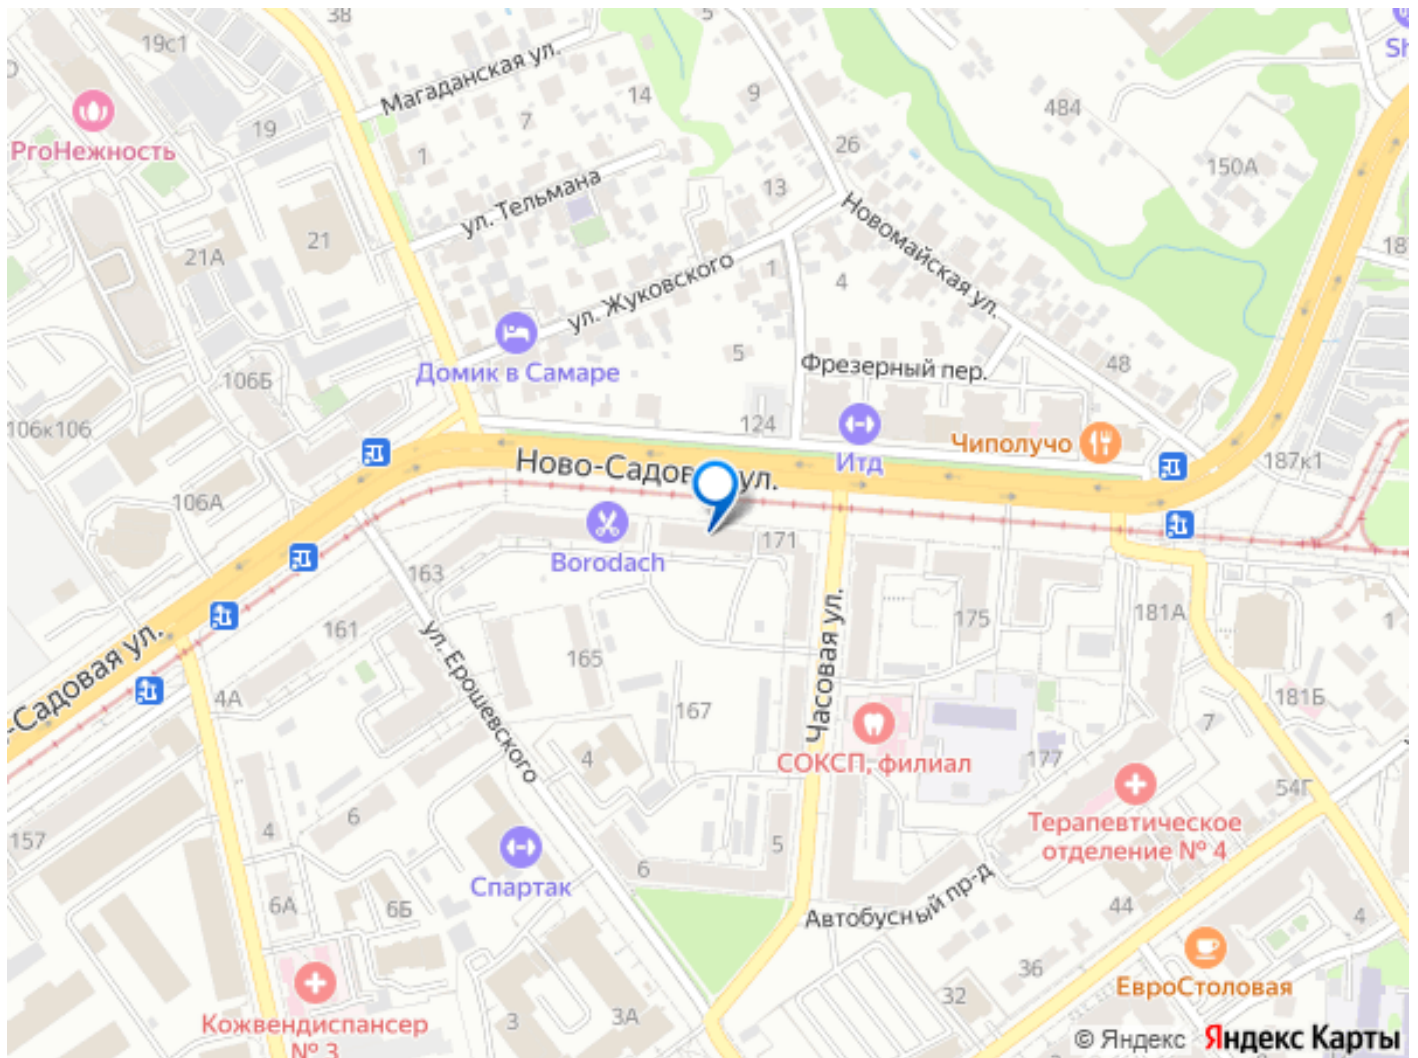 38
5
19с1
Sh
Магаданская ул.
14
9
484
PrоНежность
19
7
1
26
150А
13
ул. Тельмана
Новомайская ул.
21А
21
18
ул. Жуковского
1
4
5
Домик в Самаре
Фрезерный пер.
48
106Б
106к106
124
Итд
Чиполучо
Ново-Садовая ул.
187к1
106А
Borodach
171
163
161
175
181А
1
ул. Ерошевского
165
Часовая ул.
-Садовая ул.
4А
167
181Б
7
4
СОКСП, филиал
177
54Г
157
4
6
Терапевтическое
отделение № 4
5
6
Спартак
6А
6Б
Автобусный пр-д
44
4
36
32
ЕвроСтоловая
Кожвендиспансер
№ 3
3
3А
© Яндекс Яндекс Карты